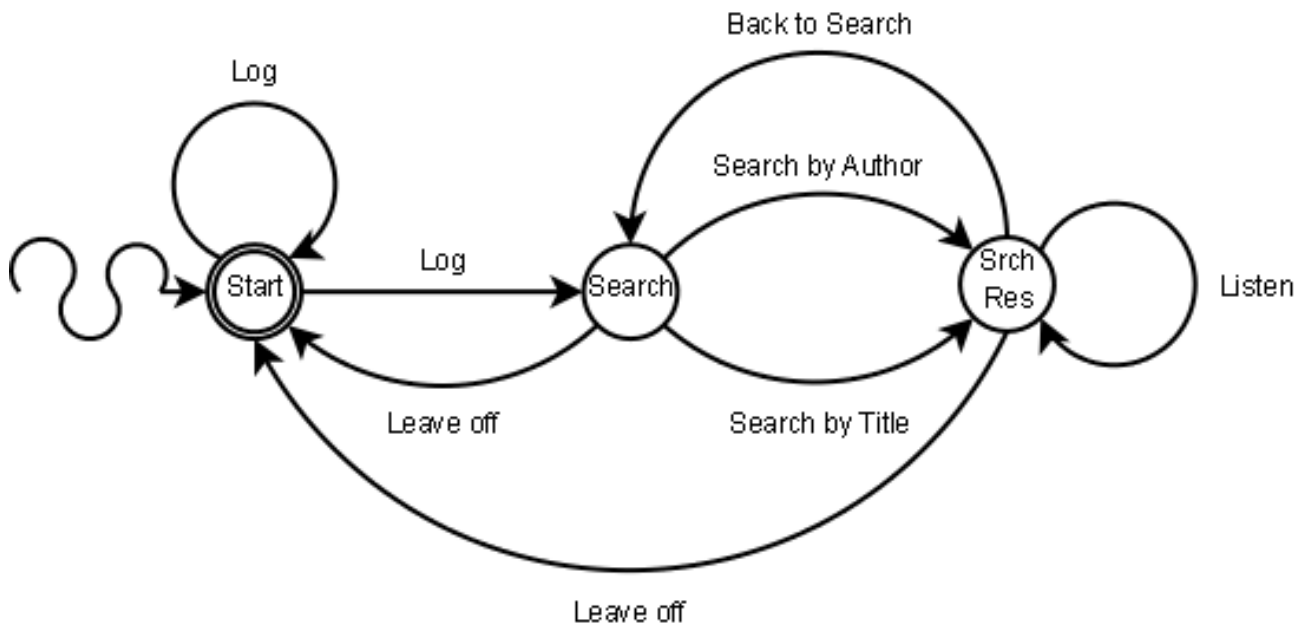 Back to Search
Log
Search by Author
Start
Log
Search
Srch
Res
Listen
Leave off
Search by Title
Leave off